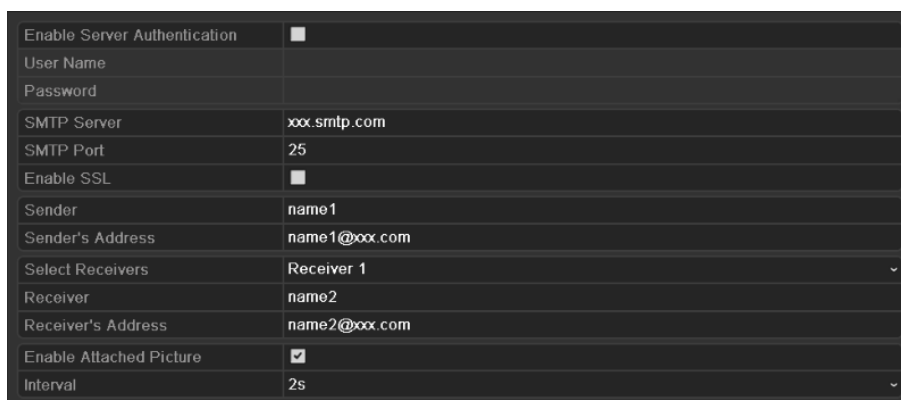 Enable Server Authentication
User Name
Password
SMTP Server xxx.smtp.com
SMTP Port 25
Enable SSL
Sender name1
Sender's Address name1@xxx.com
Select Receivers Receiver 1
Receiver name2
Receiver's Address name2@xxx.com
Enable Attached Picture
Interval 2s